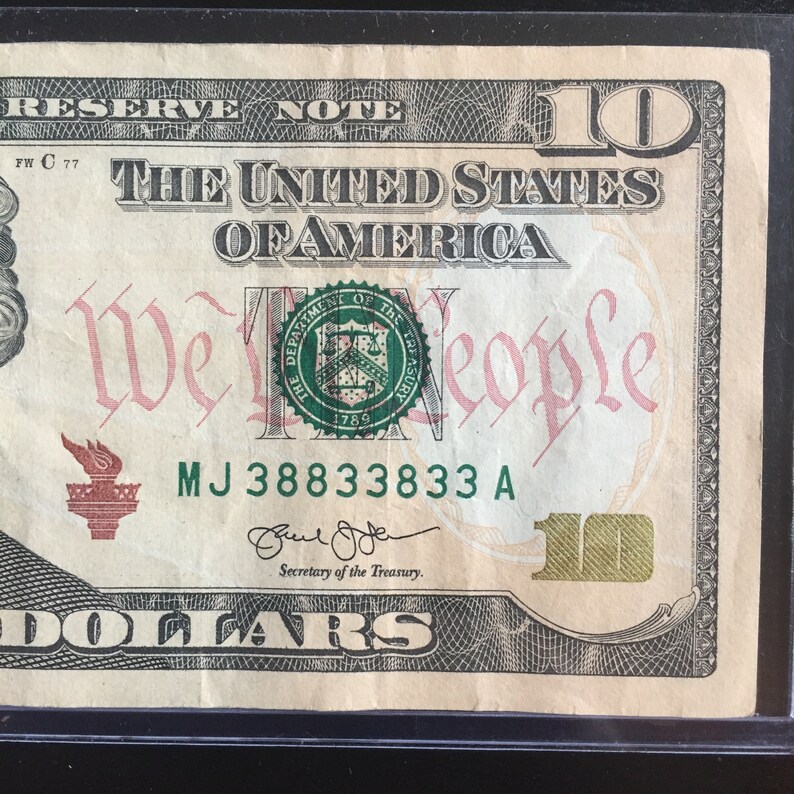 RESERVE NOTE
10
FW C 77
THE UNITED STATES
OF AMERICA
We the People
TEN
THE DEPARTMENT OF THE TREASURY
1789
MJ 38833833 A
Secretary of the Treasury.
10
DOLLARS